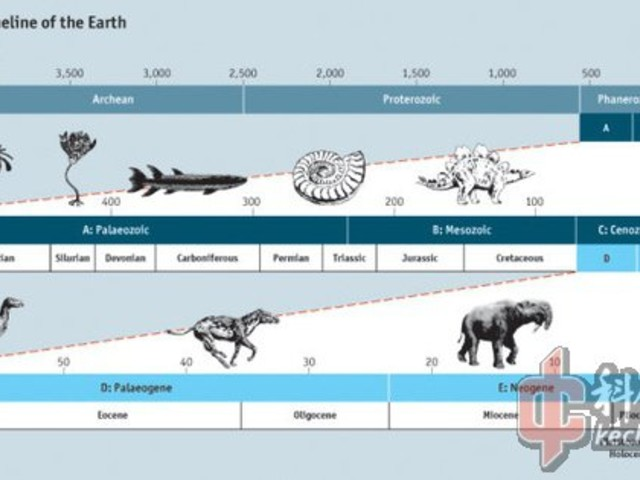 eline of the Earth
3,500 3,000 2,500 2,000 1,500 1,000 500
Archean Proterozoic Phaneroz
A
400 300 200 100
A: Palaeozoic B: Mesozoic C: Cenoz
ian Silurian Devonian Carboniferous Permian Triassic Jurassic Cretaceous D
50 40 30 20 10
D: Palaeogene E: Neogene
Eocene Oligocene Miocene
Holocen